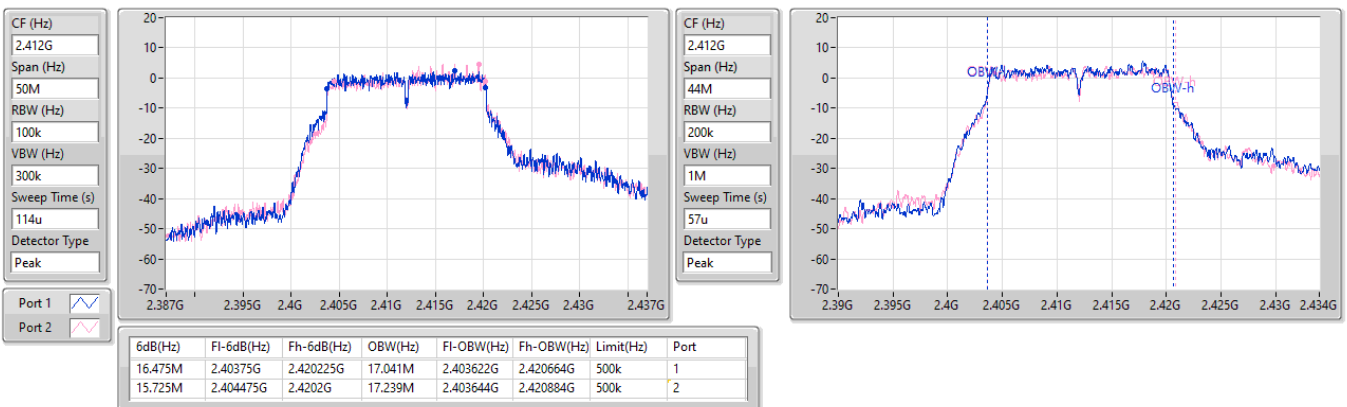 CF (Hz)
2.412G
Span (Hz)
50M
RBW (Hz)
100k
VBW (Hz)
300k
Sweep Time (s)
114u
Detector Type
Peak
Port 1
Port 2
20
10
0
-10
-20
-30
-40
-50
-60
-70
2.387G 2.395G 2.4G 2.405G 2.41G 2.415G 2.42G 2.425G 2.43G 2.437G
CF (Hz)
2.412G
Span (Hz)
44M
RBW (Hz)
200k
VBW (Hz)
1M
Sweep Time (s)
57u
Detector Type
Peak
20
10
0
-10
-20
-30
-40
-50
-60
-70
OBW-h
OBW-h
2.39G 2.395G 2.4G 2.405G 2.41G 2.415G 2.42G 2.425G 2.43G 2.434G
6dB(Hz) Fl-6dB(Hz) Fh-6dB(Hz) OBW(Hz) Fl-OBW(Hz) Fh-OBW(Hz) Limit(Hz) Port
16.475M 2.40375G 2.420225G 17.041M 2.403622G 2.420664G 500k 1
15.725M 2.404475G 2.4202G 17.239M 2.403644G 2.420884G 500k 2